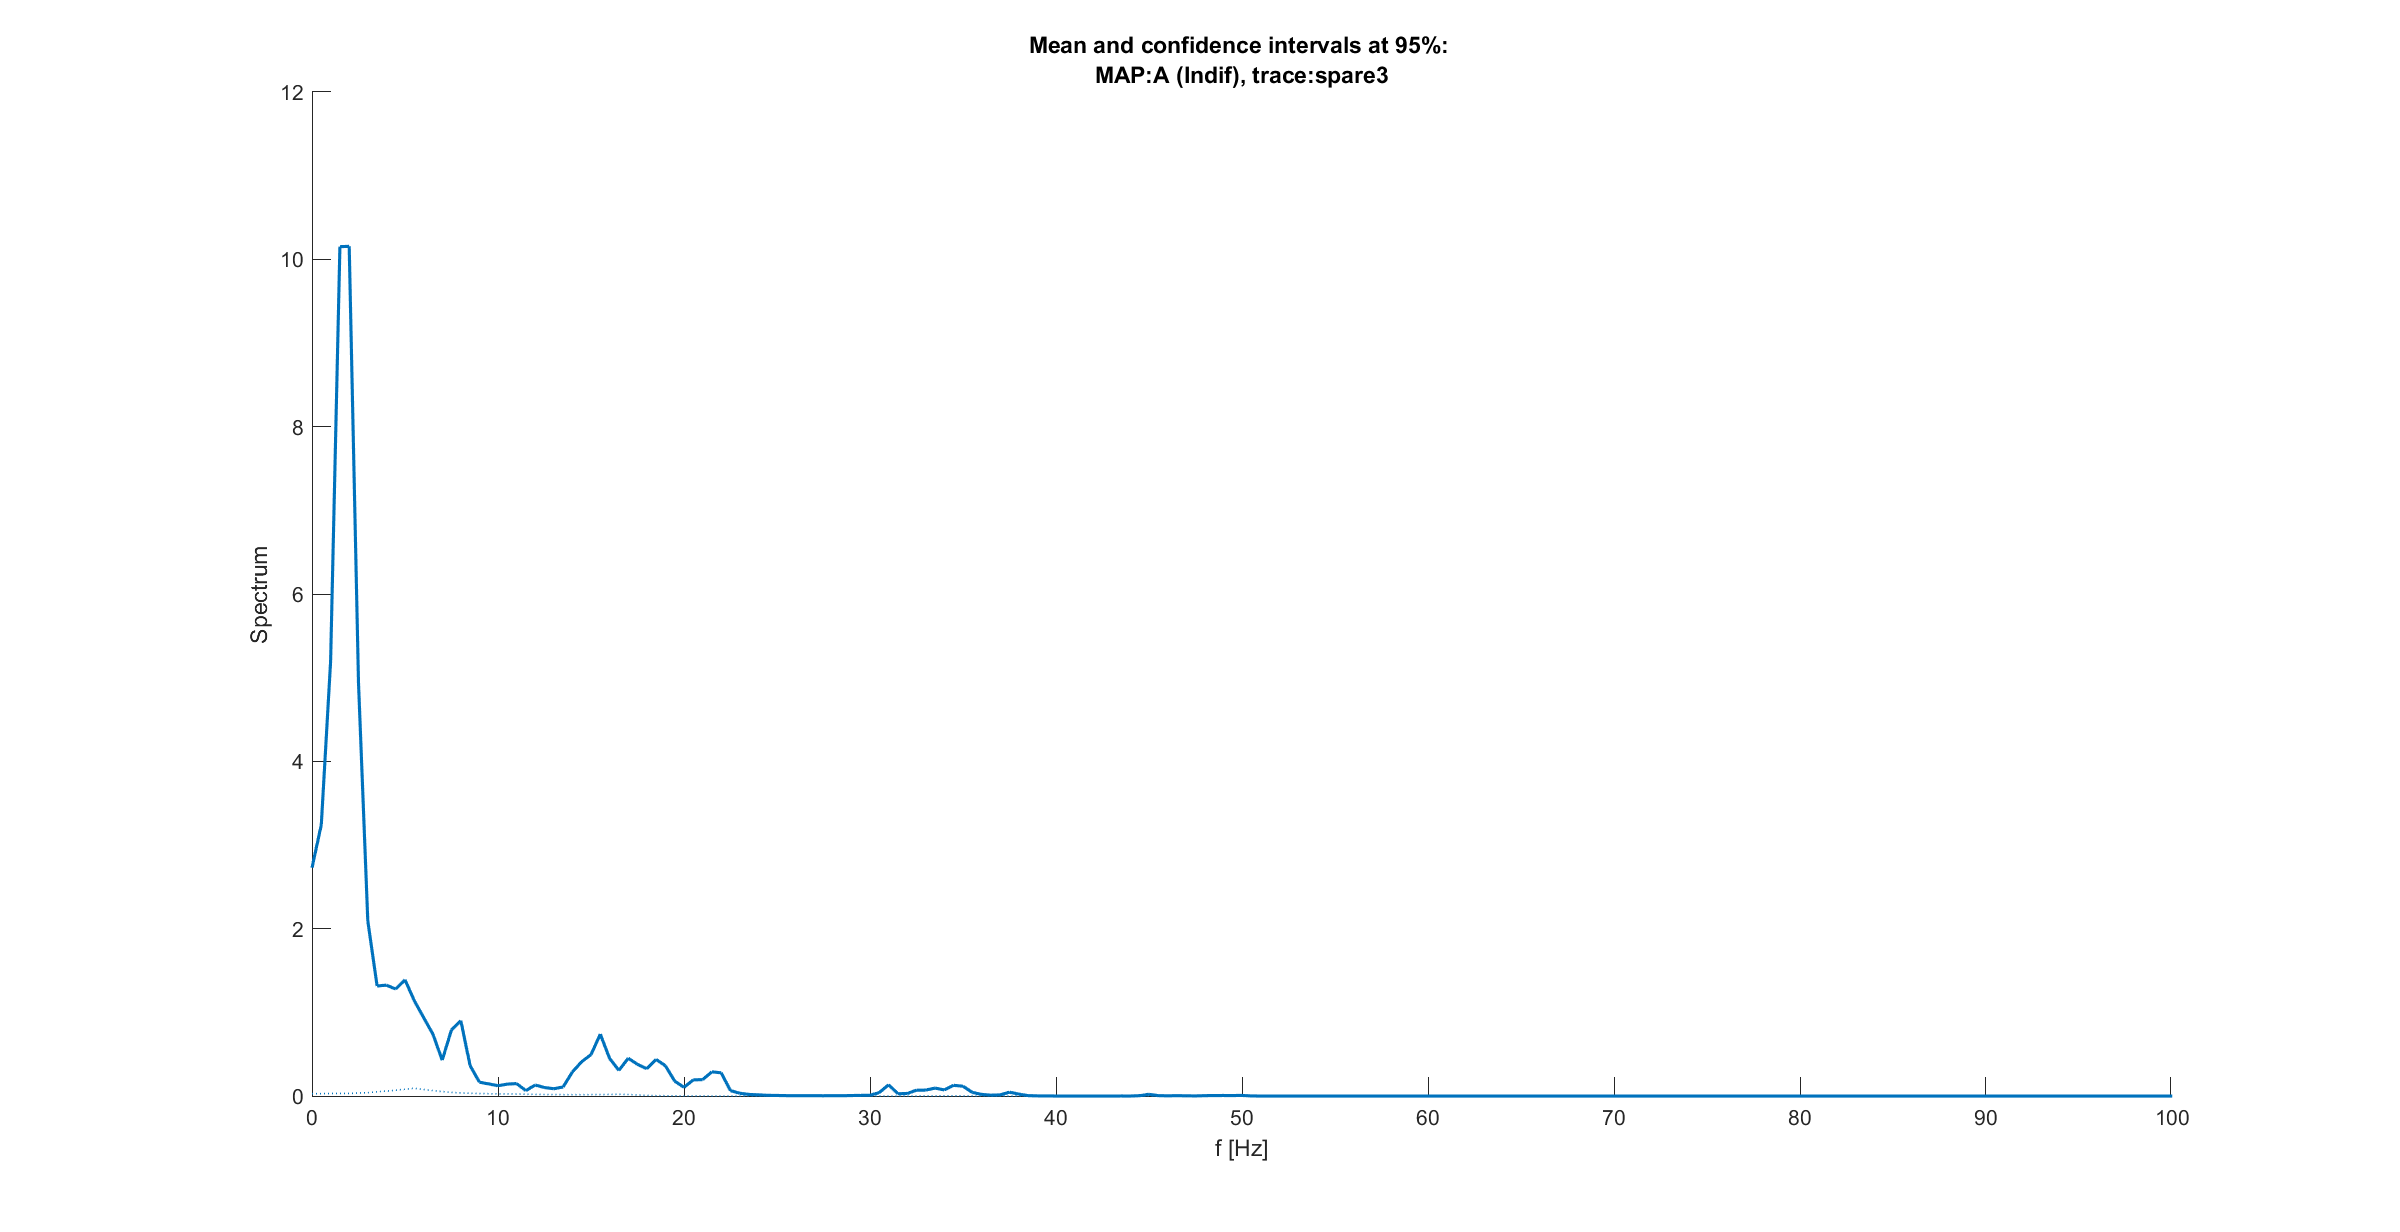 Mean and confidence intervals at 95%:
MAP:A (Indif), trace:spare3
12
10
8
6
4
2
0
Spectrum
0 10 20 30 40 50 60 70 80 90 100
f [Hz]